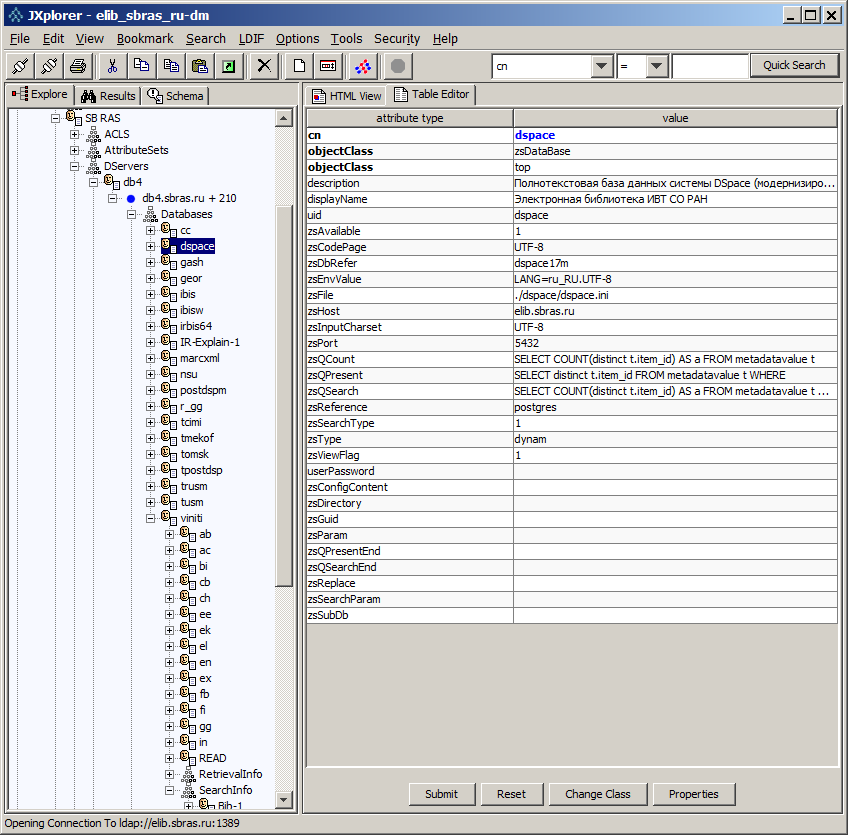 JXplorer - elib_sbras_ru-dm
File Edit View Bookmark Search LDIF Options Tools Security Help
cn = Quick Search
Explore Results Schema
SB RAS
ACLS
AttributeSets
DServers
db4
db4.sbras.ru + 210
Databases
cc
dspace
gash
geor
ibis
ibisw
irbis64
IR-Explain-1
marcxml
nsu
postdspm
r_gg
tcimi
tmekof
tomsk
tpostdsp
trusm
tusm
viniti
ab
ac
bi
cb
ch
ee
ek
el
en
ex
fb
fi
gg
in
READ
RetrievalInfo
SearchInfo
Bib-1
HTML View Table Editor
attribute type value
cn dspace
objectClass zsDataBase
objectClass top
description Полнотекстовая база данных системы DSpace (модернизиро...
displayName Электронная библиотека ИВТ СО РАН
uid dspace
zsAvailable 1
zsCodePage UTF-8
zsDbRefer dspace17m
zsEnvValue LANG=ru_RU.UTF-8
zsFile ./dspace/dspace.ini
zsHost elib.sbras.ru
zsInputCharset UTF-8
zsPort 5432
zsQCount SELECT COUNT(distinct t.item_id) AS a FROM metadatavalue t
zsQPresent SELECT distinct t.item_id FROM metadatavalue t WHERE
zsQSearch SELECT COUNT(distinct t.item_id) AS a FROM metadatavalue t ...
zsReference postgres
zsSearchType 1
zsType dynam
zsViewFlag 1
userPassword
zsConfigContent
zsDirectory
zsGuid
zsParam
zsQPresentEnd
zsQSearchEnd
zsReplace
zsSearchParam
zsSubDb
Submit Reset Change Class Properties
Opening Connection To ldap://elib.sbras.ru:1389